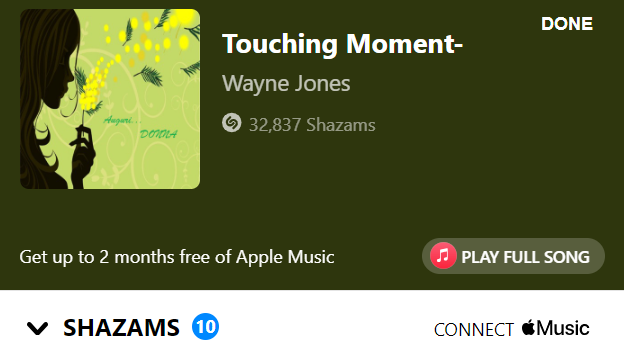 DONE
Touching Moment-
Wayne Jones
32,837 Shazams
Auguri...
DONNA
Get up to 2 months free of Apple Music
PLAY FULL SONG
SHAZAMS 10
CONNECT Music